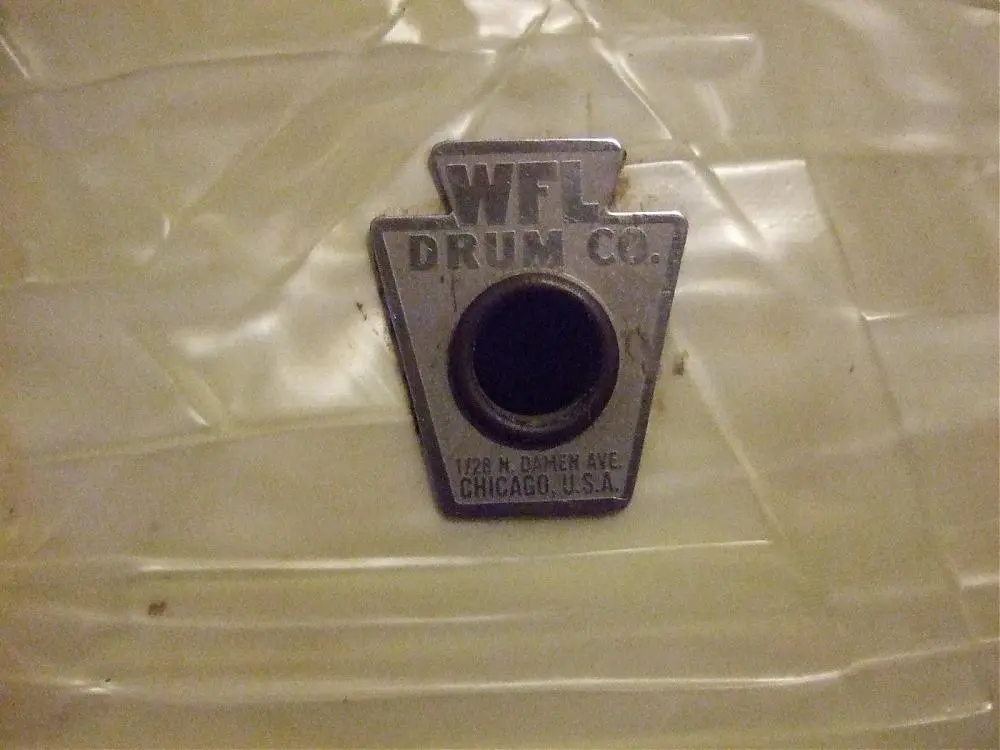 WFL
DRUM CO.
1728 N. DAMEN AVE.
CHICAGO, U.S.A.